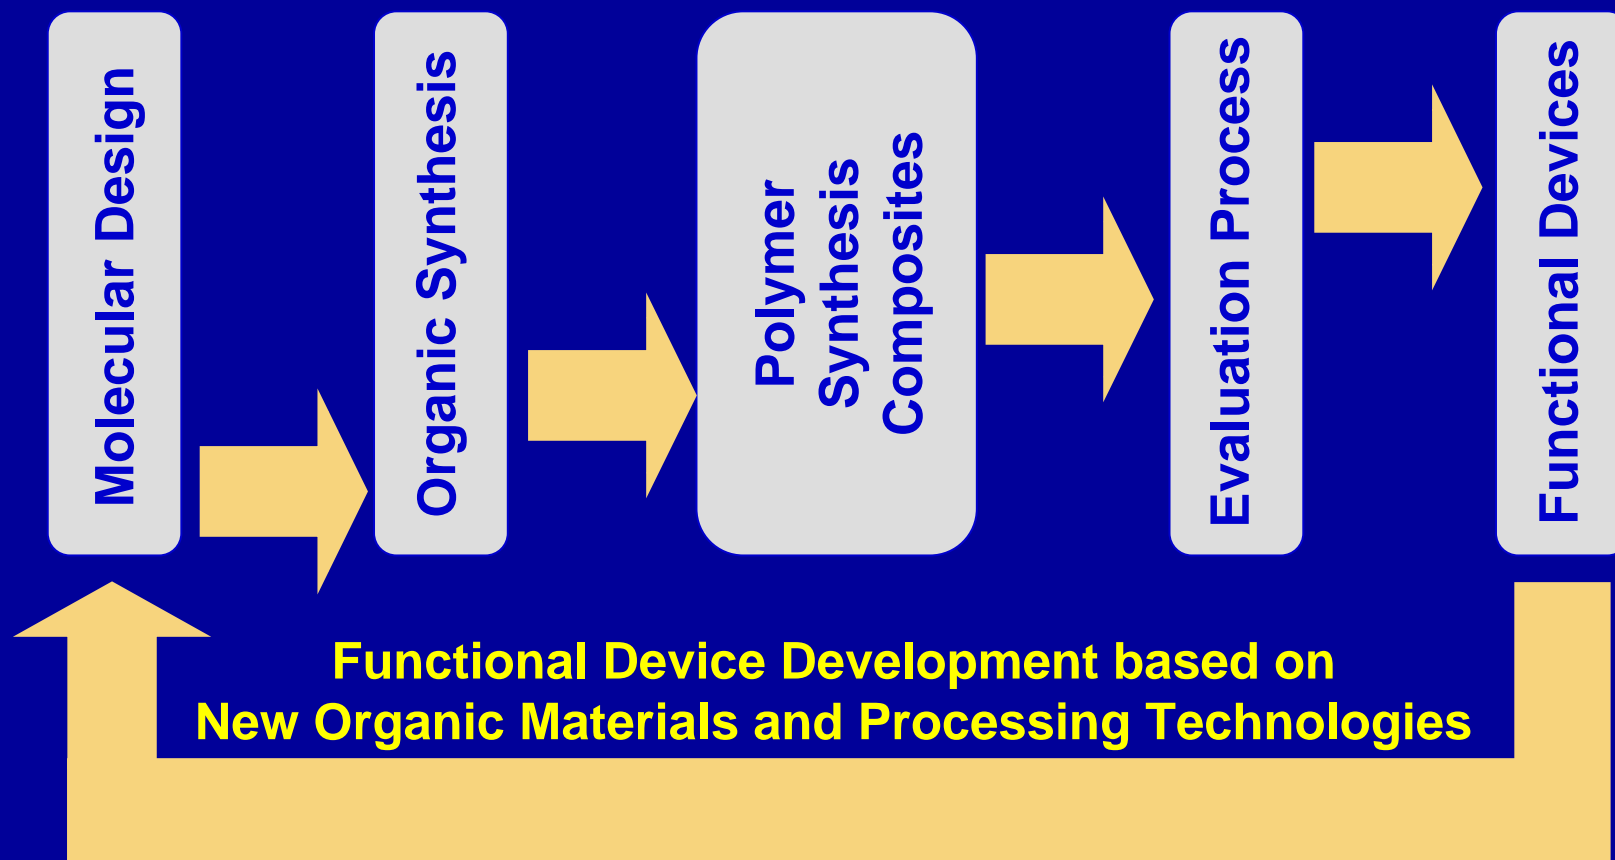 Molecular Design
Organic Synthesis
Polymer
Synthesis
Composites
Evaluation Process
Functional Devices
Functional Device Development based on
New Organic Materials and Processing Technologies